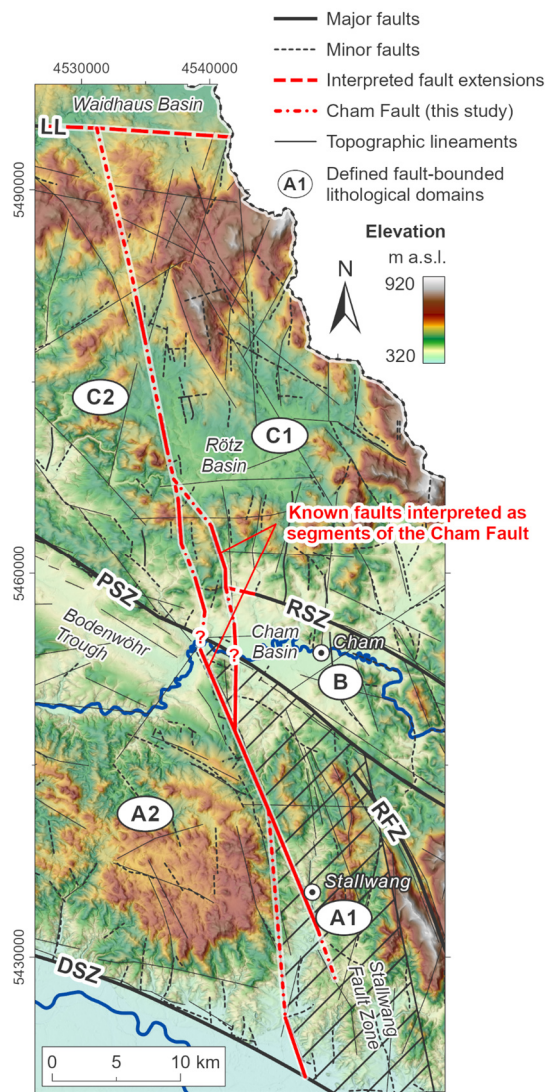 4530000
4540000
Major faults
Minor faults
Interpreted fault extensions
Cham Fault (this study)
Topographic lineaments
A1
Defined fault-bounded
lithological domains
Elevation
m a.s.l.
920
320
N
Waidhaus Basin
LL
5490000
C2
C1
Rötz
Basin
Known faults interpreted as
segments of the Cham Fault
5460000
PSZ
RSZ
Bodenwöhr
Trough
?
?
Cham
Basin
Cham
B
A2
RFZ
Stallwang
A1
Stallwang
Fault Zone
5430000
DSZ
0 5 10 km